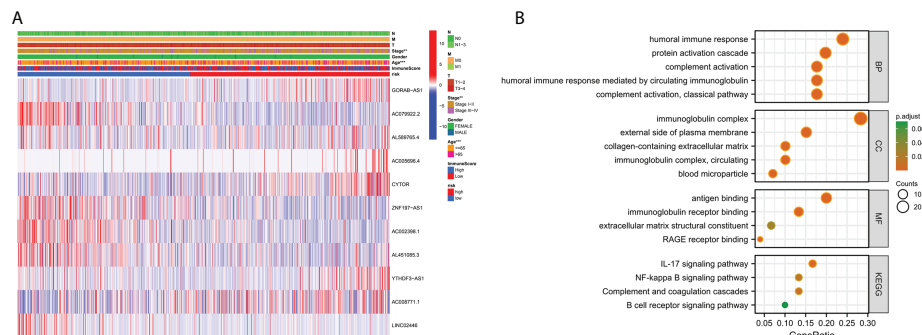 A
N
M
T
Stage**
Gender
Age***
ImmuneScore
risk
GORAB-AS1
AC079922.2
AL589765.4
AC005696.4
CYTOR
ZNF197-AS1
AC002398.1
AL451085.3
YTHDF3-AS1
AC008771.1
LINC02446
10
5
0
−5
−10
N
N0
N1-3
M
M0
M1
T
T1-2
T3-4
Stage**
Stage I-II
Stage III-IV
Gender
FEMALE
MALE
Age***
<=65
>65
ImmuneScore
High
Low
risk
high
low
B
humoral immune response
protein activation cascade
complement activation
humoral immune response mediated by circulating immunoglobulin
complement activation, classical pathway
BP
immunoglobulin complex
external side of plasma membrane
collagen-containing extracellular matrix
immunoglobulin complex, circulating
blood microparticle
CC
antigen binding
immunoglobulin receptor binding
extracellular matrix structural constituent
RAGE receptor binding
MF
IL-17 signaling pathway
NF-kappa B signaling pathway
Complement and coagulation cascades
B cell receptor signaling pathway
KEGG
0.05 0.10 0.15 0.20 0.25 0.30
GeneRatio
p.adjust
Counts
10
20